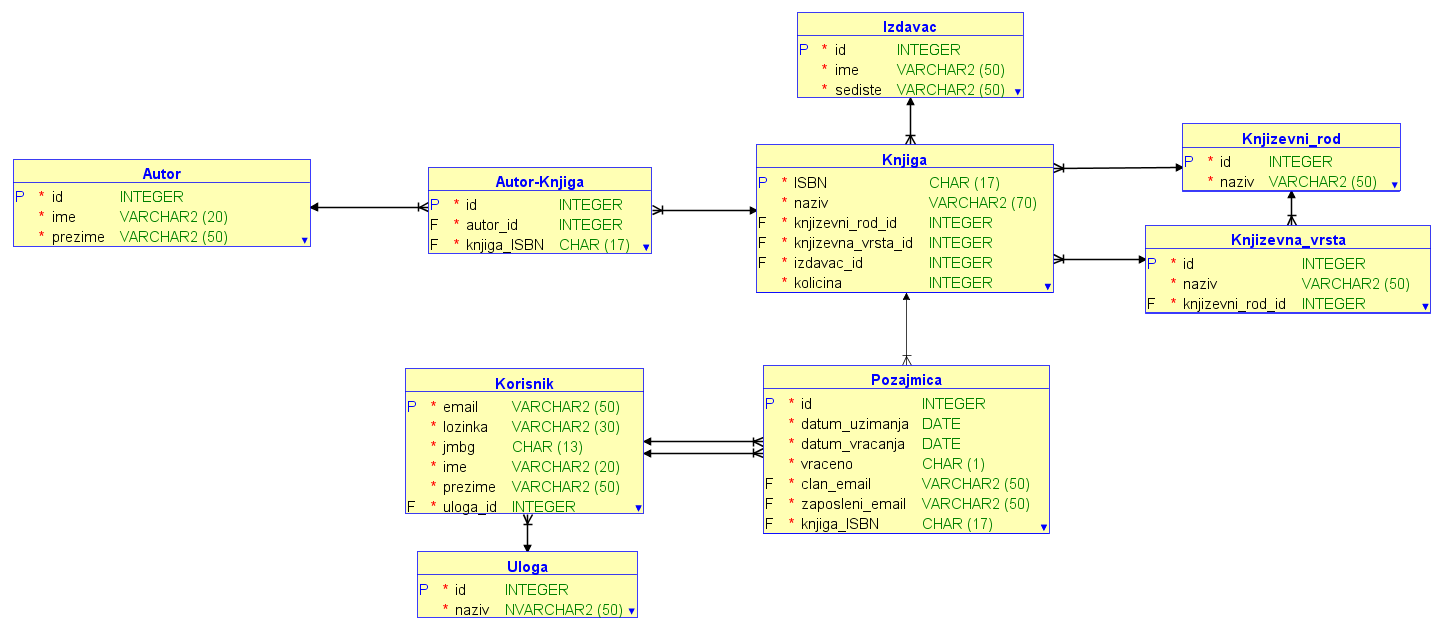 Izdavac
P * id INTEGER
* ime VARCHAR2 (50)
* sediste VARCHAR2 (50)
Knjizevni_rod
P * id INTEGER
* naziv VARCHAR2 (50)
Autor
P * id INTEGER
* ime VARCHAR2 (20)
* prezime VARCHAR2 (50)
Autor-Knjiga
P * id INTEGER
F * autor_id INTEGER
F * knjiga_ISBN CHAR (17)
Knjiga
P * ISBN CHAR (17)
* naziv VARCHAR2 (70)
F * knjizevni_rod_id INTEGER
F * knjizevna_vrsta_id INTEGER
F * izdavac_id INTEGER
* kolicina INTEGER
Knjizevna_vrsta
P * id INTEGER
* naziv VARCHAR2 (50)
F * knjizevni_rod_id INTEGER
Korisnik
P * email VARCHAR2 (50)
* lozinka VARCHAR2 (30)
* jmbg CHAR (13)
* ime VARCHAR2 (20)
* prezime VARCHAR2 (50)
F * uloga_id INTEGER
Pozajmica
P * id INTEGER
* datum_uzimanja DATE
* datum_vracanja DATE
* vraceno CHAR (1)
F * clan_email VARCHAR2 (50)
F * zaposleni_email VARCHAR2 (50)
F * knjiga_ISBN CHAR (17)
Uloga
P * id INTEGER
* naziv NVARCHAR2 (50)